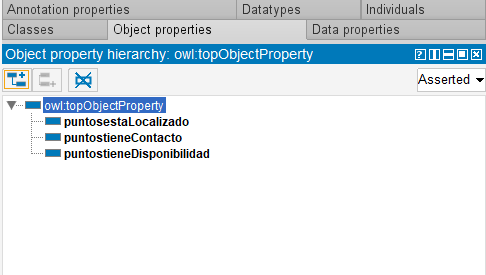 Annotation properties Datatypes Individuals
Classes Object properties Data properties
Object property hierarchy: owl:topObjectProperty
Asserted
owl:topObjectProperty
puntosestaLocalizado
puntostieneContacto
puntostieneDisponibilidad